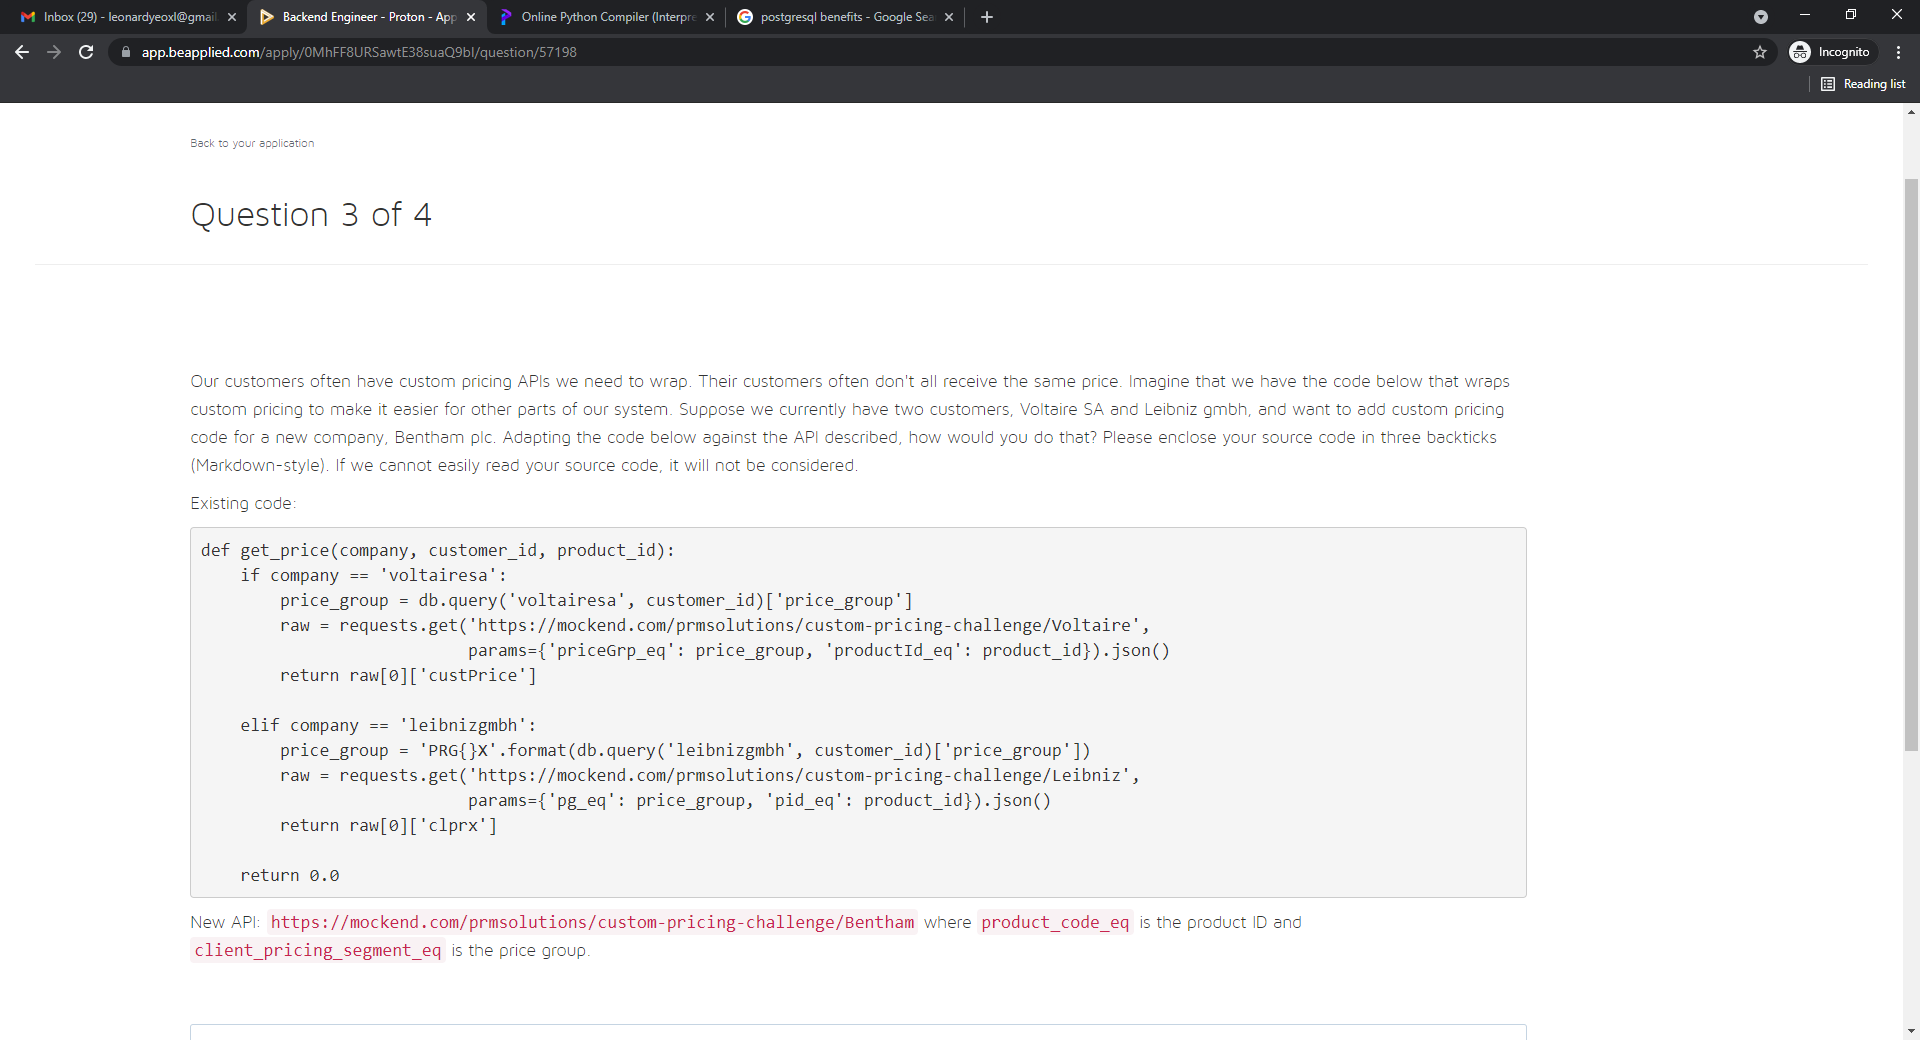 Inbox (29) - leonardyeoxl@gmail
Backend Engineer - Proton - App
Online Python Compiler (Interpre
postgresql benefits - Google Sea
app.beapplied.com/apply/0MhFF8URSawtE38suaQ9bI/question/57198
Incognito
Reading list
Back to your application
Question 3 of 4
Our customers often have custom pricing APIs we need to wrap. Their customers often don't all receive the same price. Imagine that we have the code below that wraps
custom pricing to make it easier for other parts of our system. Suppose we currently have two customers, Voltaire SA and Leibniz gmbh, and want to add custom pricing
code for a new company, Bentham plc. Adapting the code below against the API described, how would you do that? Please enclose your source code in three backticks
(Markdown-style). If we cannot easily read your source code, it will not be considered.
Existing code:
def get_price(company, customer_id, product_id):
    if company == 'voltairesa':
        price_group = db.query('voltairesa', customer_id)['price_group']
        raw = requests.get('https://mockend.com/prmsolutions/custom-pricing-challenge/Voltaire',
                           params={'priceGrp_eq': price_group, 'productId_eq': product_id}).json()
        return raw[0]['custPrice']
    elif company == 'leibnizgmbh':
        price_group = 'PRG{}X'.format(db.query('leibnizgmbh', customer_id)['price_group'])
        raw = requests.get('https://mockend.com/prmsolutions/custom-pricing-challenge/Leibniz',
                           params={'pg_eq': price_group, 'pid_eq': product_id}).json()
        return raw[0]['clprx']
    return 0.0
New API: https://mockend.com/prmsolutions/custom-pricing-challenge/Bentham where product_code_eq is the product ID and
client_pricing_segment_eq is the price group.